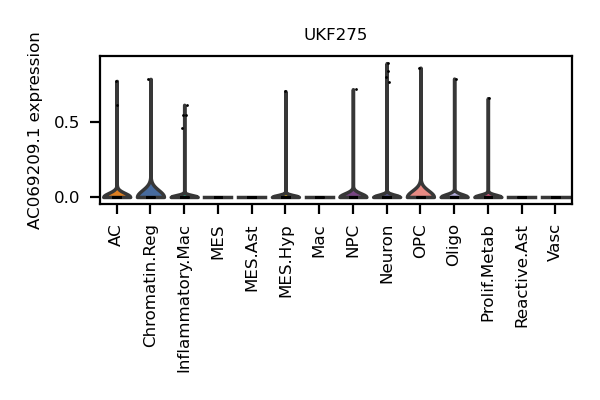 UKF275
AC069209.1 expression
0.5
0.0
AC
Chromatin.Reg
Inflammatory.Mac
MES
MES.Ast
MES.Hyp
Mac
NPC
Neuron
OPC
Oligo
Prolif.Metab
Reactive.Ast
Vasc